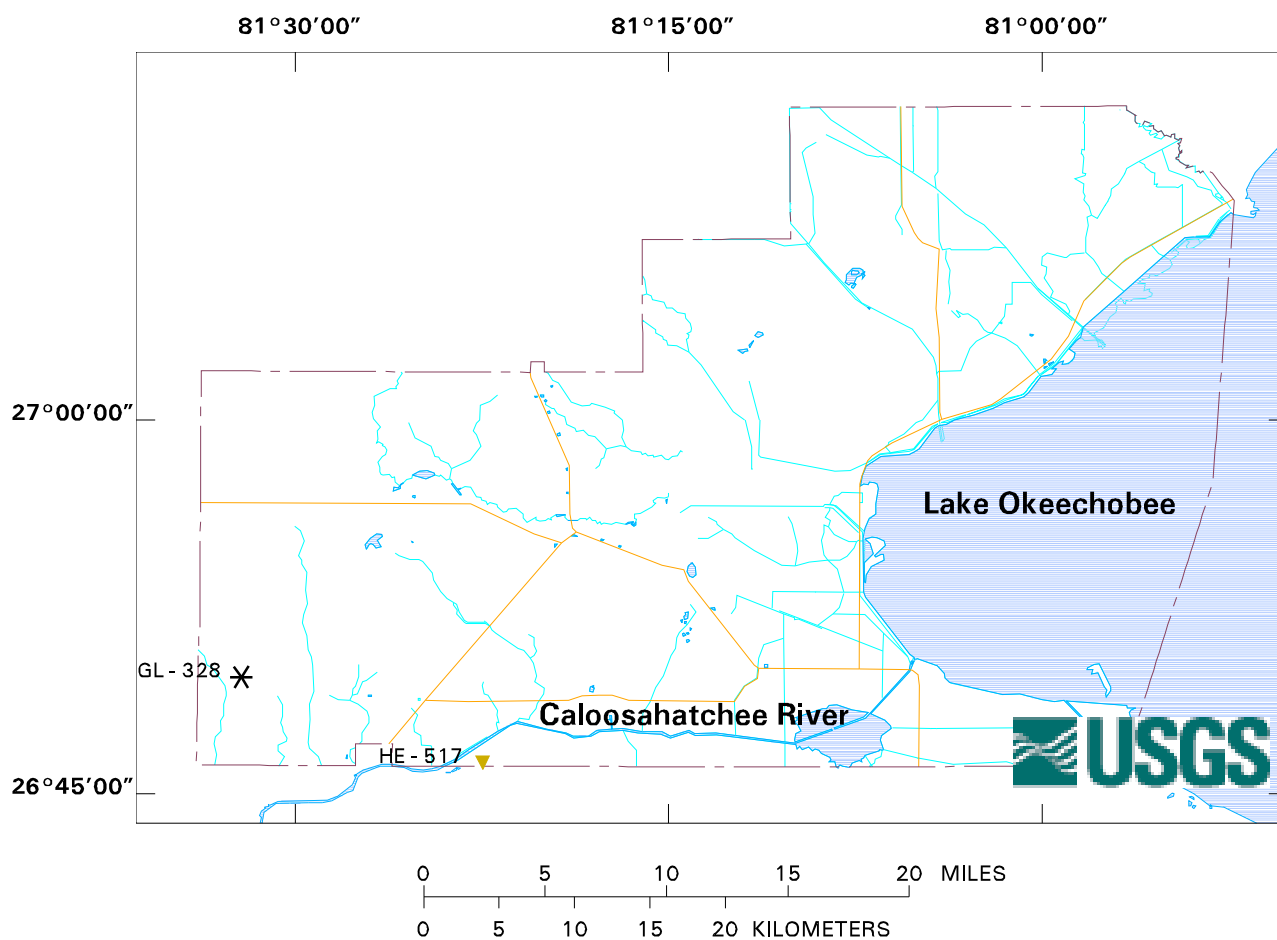 81°30'00" 81°15'00" 81°00'00"
27°00'00"
Lake Okeechobee
GL - 328
Caloosahatchee River
HE - 517
USGS
26°45'00"
0 5 10 15 20 MILES
0 5 10 15 20 KILOMETERS